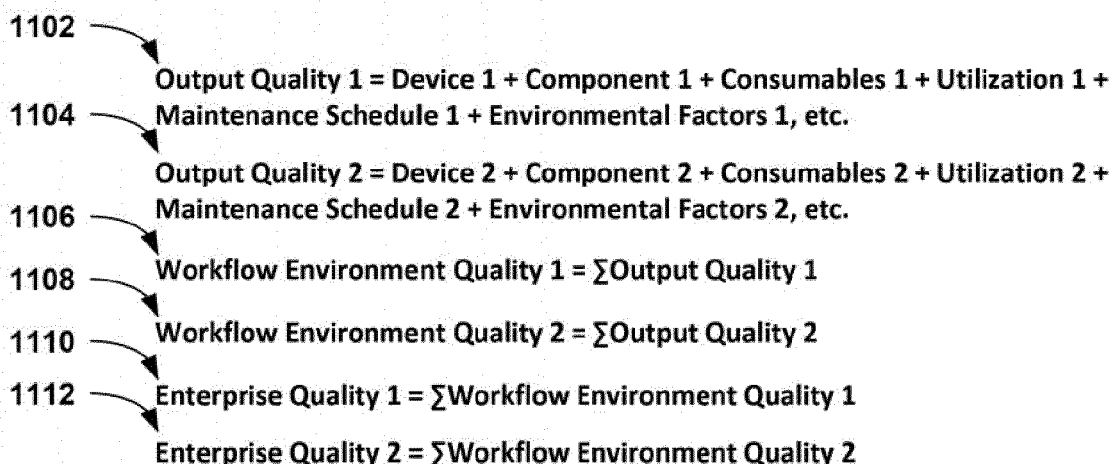 1102
Output Quality 1 = Device 1 + Component 1 + Consumables 1 + Utilization 1 +
1104
Maintenance Schedule 1 + Environmental Factors 1, etc.
Output Quality 2 = Device 2 + Component 2 + Consumables 2 + Utilization 2 +
1106
Maintenance Schedule 2 + Environmental Factors 2, etc.
1108
Workflow Environment Quality 1 = ∑Output Quality 1
1110
Workflow Environment Quality 2 = ∑Output Quality 2
1112
Enterprise Quality 1 = ∑Workflow Environment Quality 1
Enterprise Quality 2 = ∑Workflow Environment Quality 2